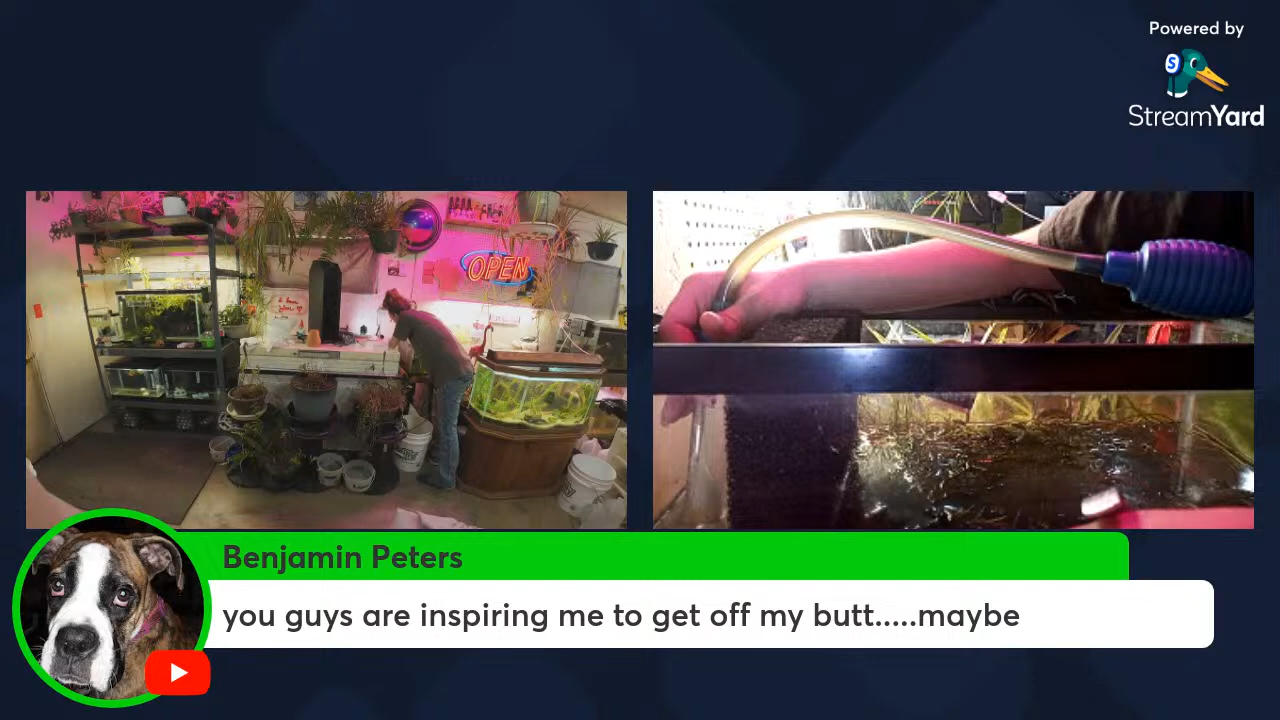 Powered by
S
StreamYard
OPEN
Benjamin Peters
you guys are inspiring me to get off my butt.....maybe